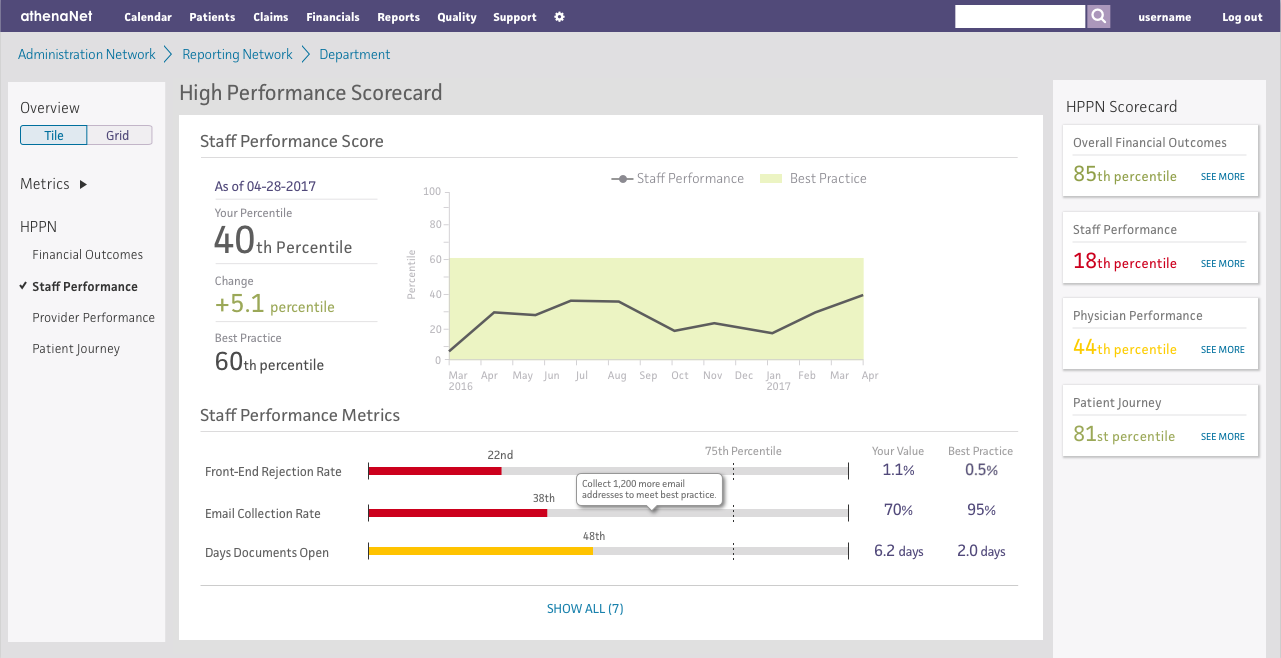 athenaNet Calendar Patients Claims Financials Reports Quality Support username Log out
Administration Network Reporting Network Department
Overview
Tile Grid
Metrics
HPPN
Financial Outcomes
Staff Performance
Provider Performance
Patient Journey
High Performance Scorecard
Staff Performance Score
As of 04-28-2017
Your Percentile
40th Percentile
Change
+5.1 percentile
Best Practice
60th percentile
Staff Performance Best Practice
Percentile
100
80
60
40
20
0
Mar Apr May Jun Jul Aug Sep Oct Nov Dec Jan Feb Mar Apr
2016 2017
Staff Performance Metrics
75th Percentile Your Value Best Practice
22nd
Front-End Rejection Rate 1.1% 0.5%
Collect 1,200 more email
addresses to meet best practice.
38th
Email Collection Rate 70% 95%
48th
Days Documents Open 6.2 days 2.0 days
SHOW ALL (7)
HPPN Scorecard
Overall Financial Outcomes
85th percentile SEE MORE
Staff Performance
18th percentile SEE MORE
Physician Performance
44th percentile SEE MORE
Patient Journey
81st percentile SEE MORE